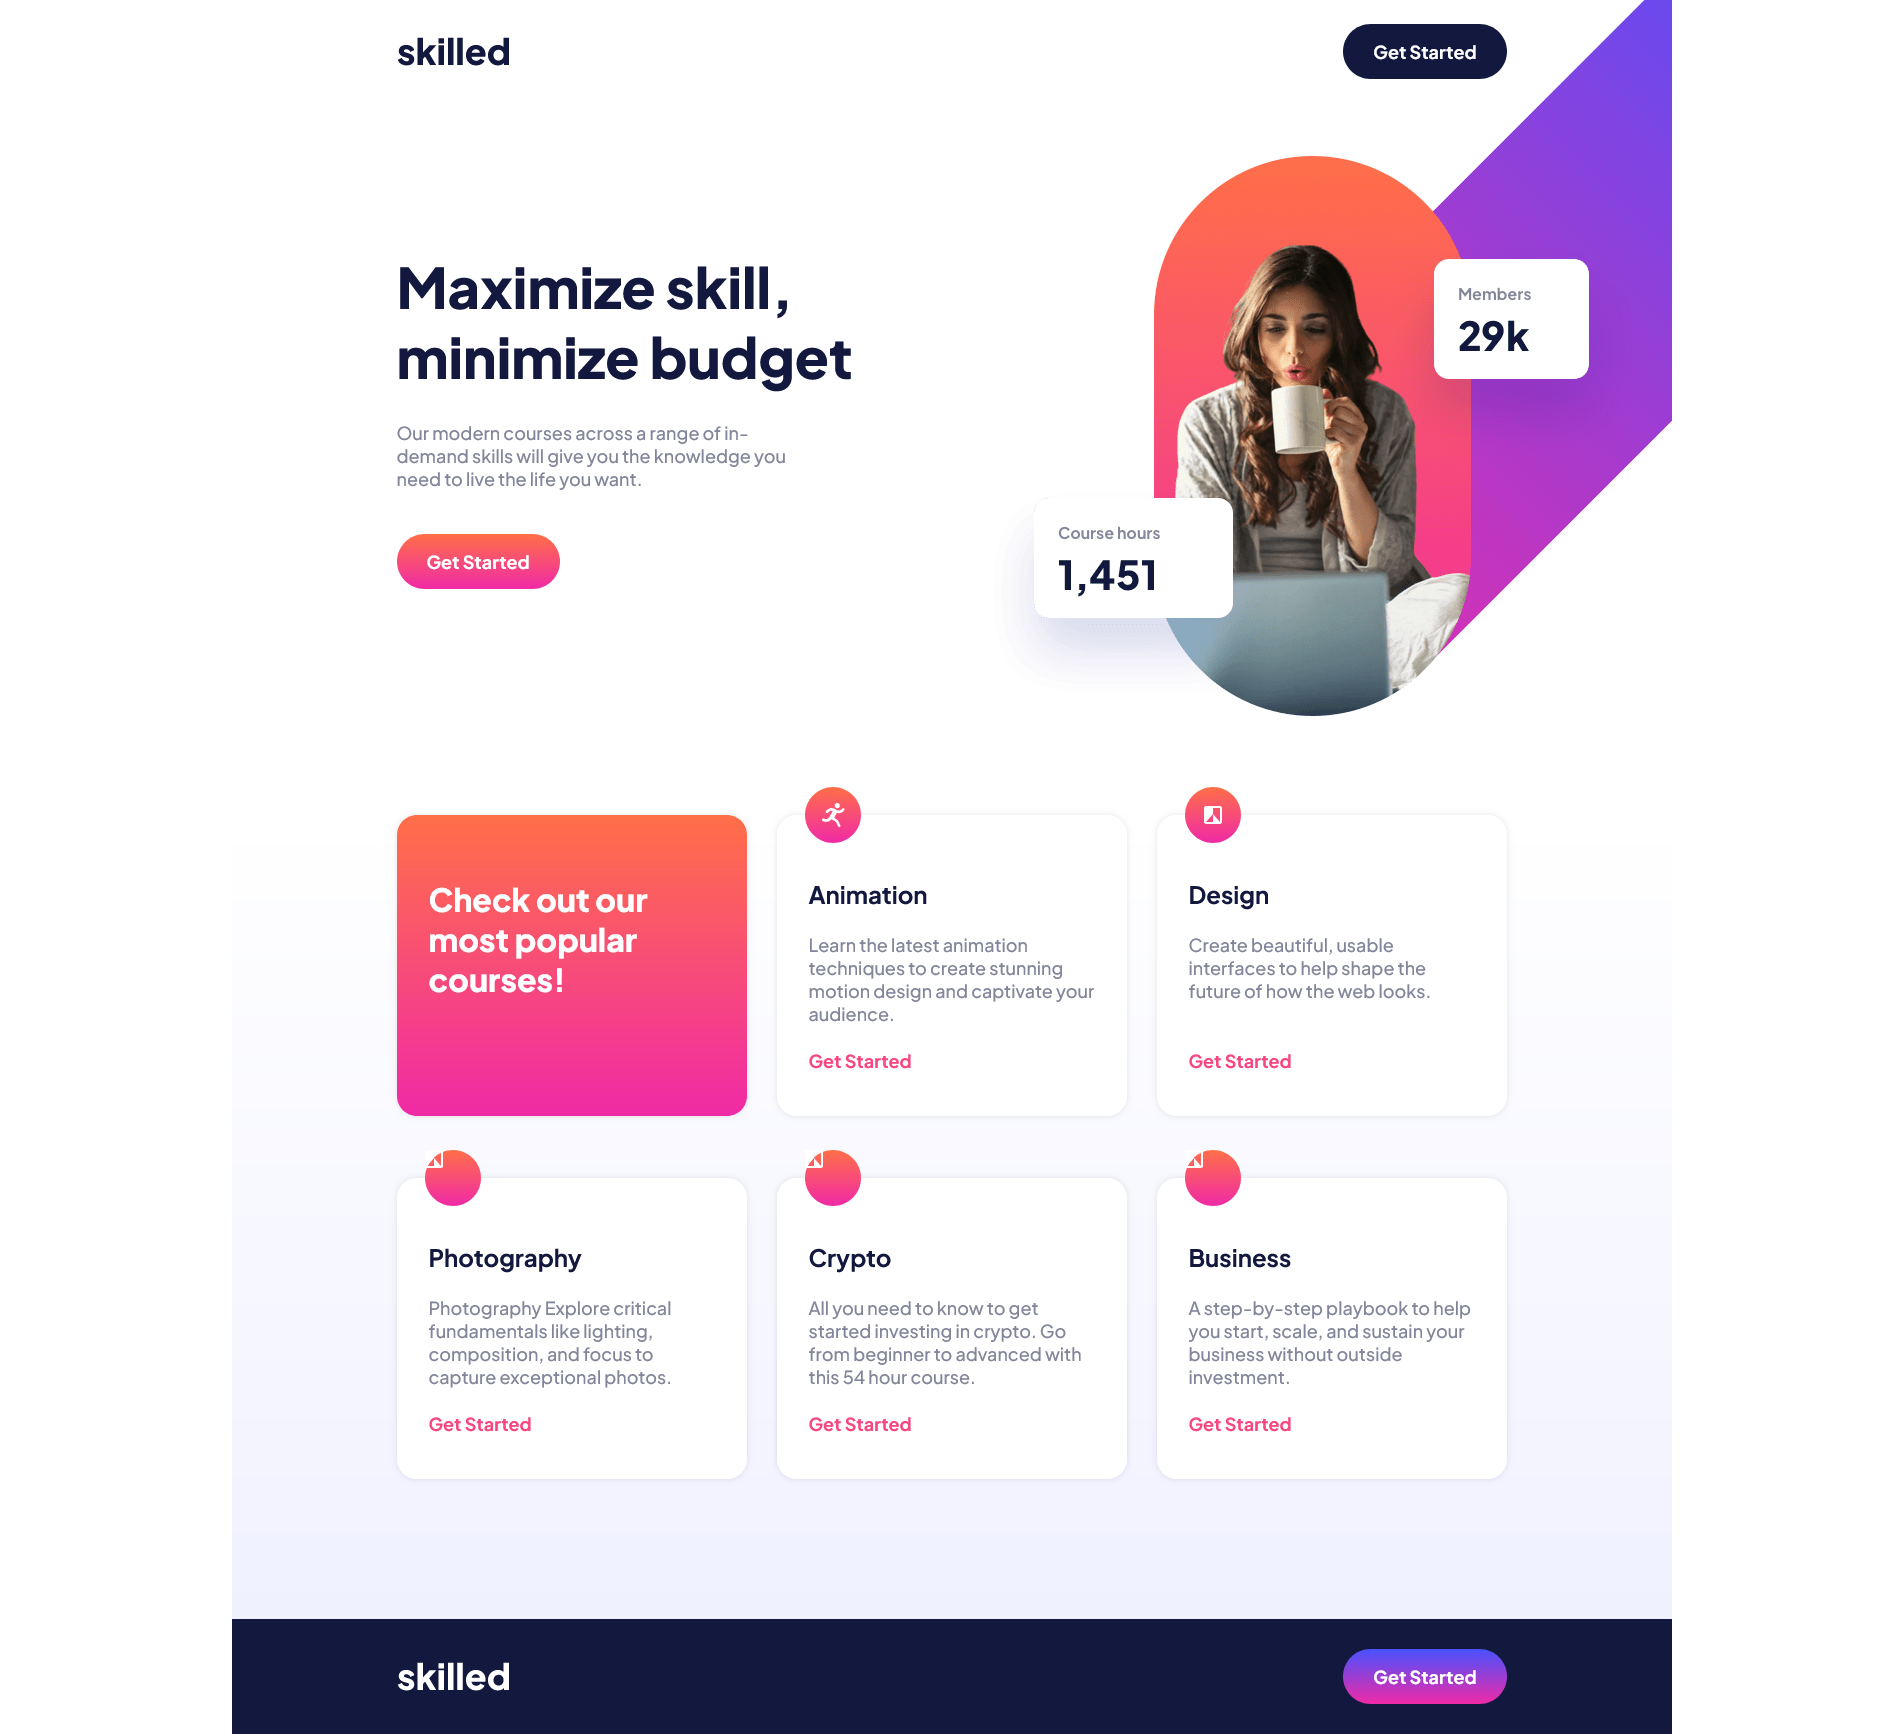 skilled
Get Started
Maximize skill,
minimize budget
Our modern courses across a range of in-
demand skills will give you the knowledge you
need to live the life you want.
Get Started
Members
29k
Course hours
1,451
Check out our
most popular
courses!
Animation
Learn the latest animation
techniques to create stunning
motion design and captivate your
audience.
Get Started
Design
Create beautiful, usable
interfaces to help shape the
future of how the web looks.
Get Started
Photography
Photography Explore critical
fundamentals like lighting,
composition, and focus to
capture exceptional photos.
Get Started
Crypto
All you need to know to get
started investing in crypto. Go
from beginner to advanced with
this 54 hour course.
Get Started
Business
A step-by-step playbook to help
you start, scale, and sustain your
business without outside
investment.
Get Started
skilled
Get Started